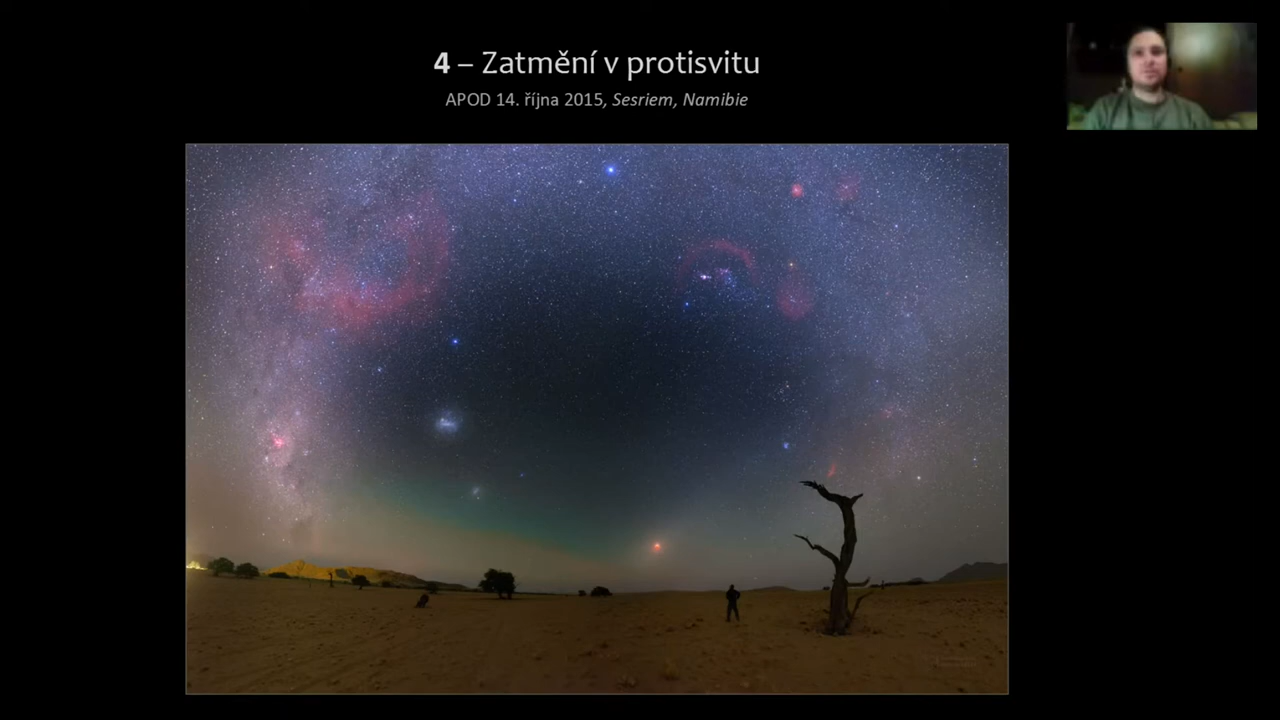 4 – Zatmění v protisvitu
APOD 14. října 2015, Sesriem, Namibie